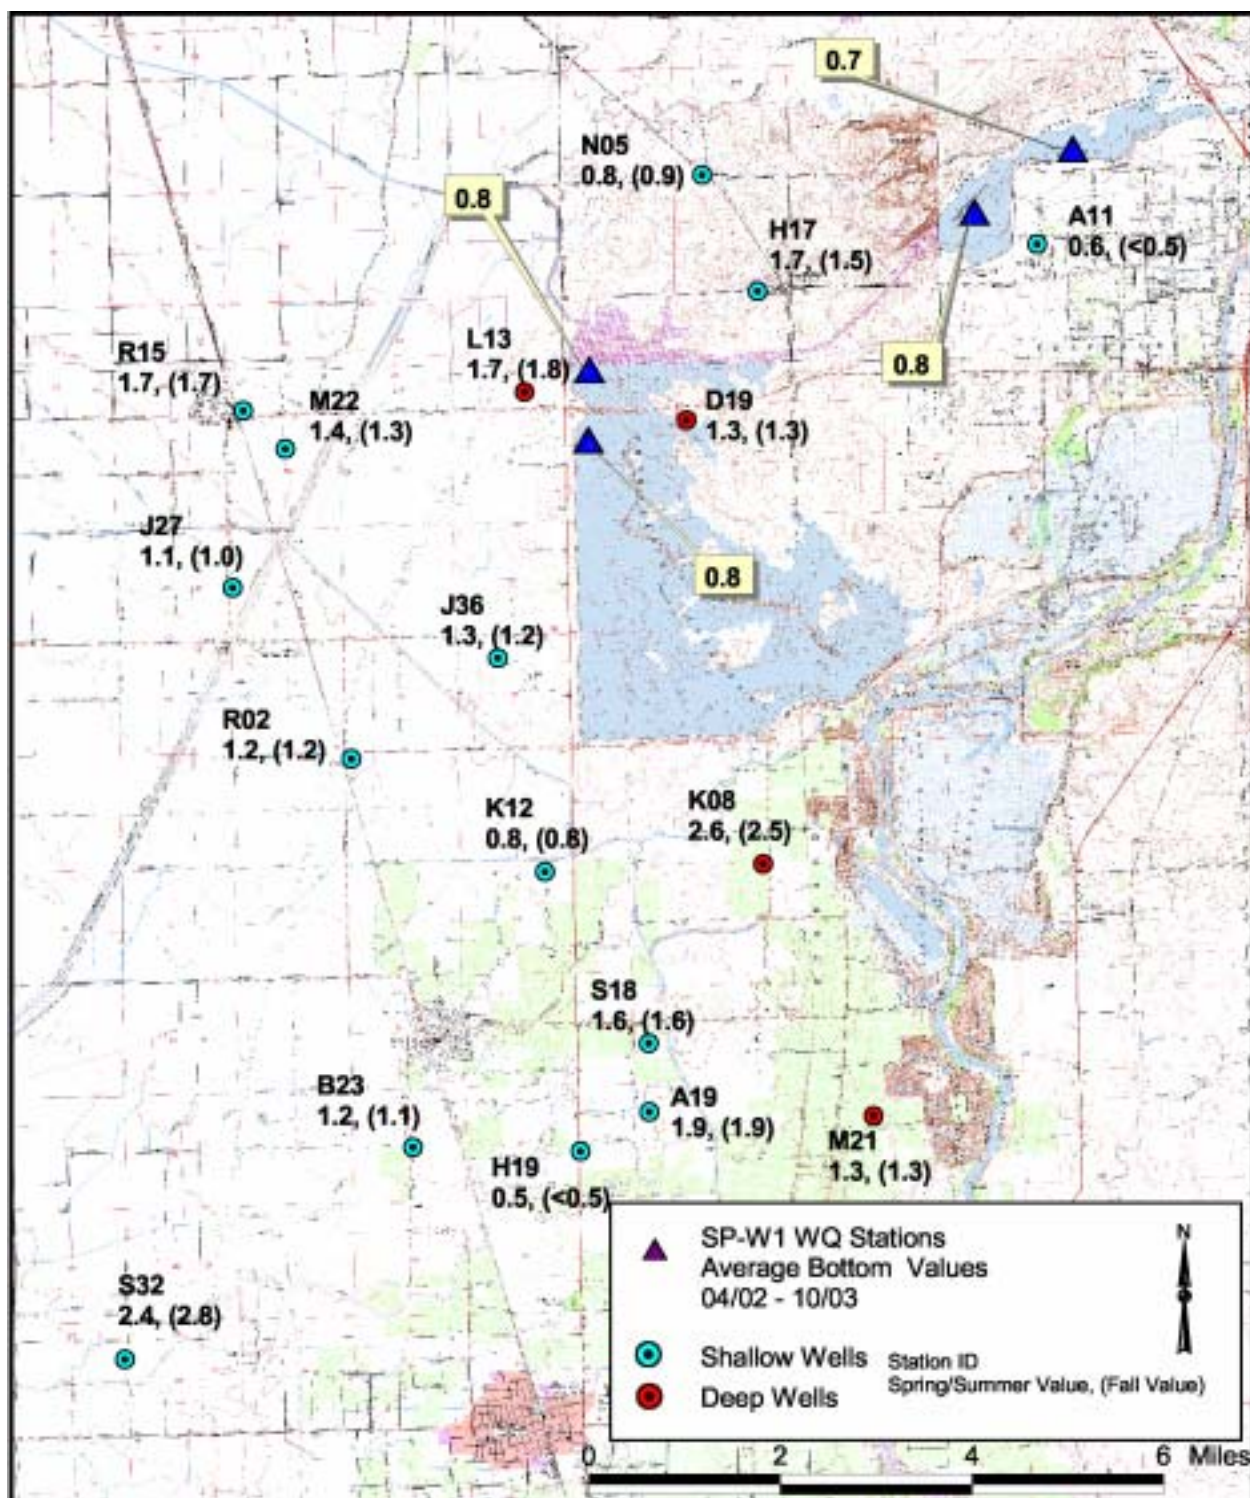 0.7
N05
0.8, (0.9)
0.8
A11
0.6, (<0.5)
H17
1.7, (1.5)
L13
1.7, (1.8)
0.8
R15
1.7, (1.7)
M22
1.4, (1.3)
D19
1.3, (1.3)
J27
1.1, (1.0)
0.8
J36
1.3, (1.2)
R02
1.2, (1.2)
K12
0.8, (0.8)
K08
2.6, (2.5)
S18
1.6, (1.6)
B23
1.2, (1.1)
A19
1.9, (1.9)
H19
0.5, (<0.5)
M21
1.3, (1.3)
S32
2.4, (2.8)
SP-W1 WQ Stations
Average Bottom Values
04/02 - 10/03
N
Shallow Wells
Deep Wells
Station ID
Spring/Summer Value, (Fall Value)
0 2 4 6 Miles